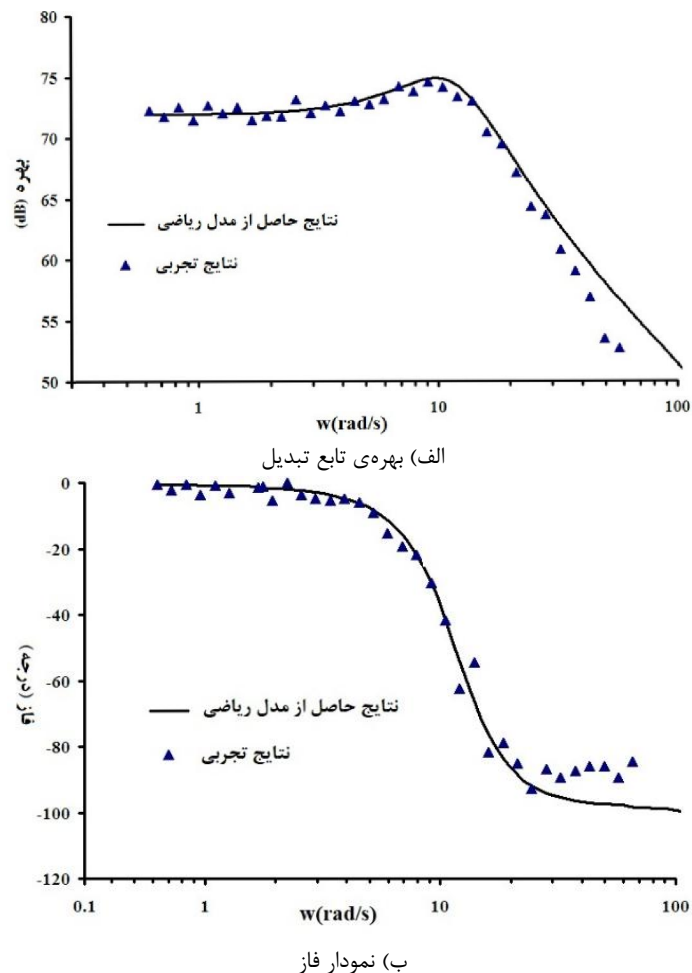 80
75
70
65
60
55
50
بهره (dB)
نتایج حاصل از مدل ریاضی
نتایج تجربی
1
10
100
w(rad/s)
الف) بهره‌ی تابع تبدیل
0
-20
-40
-60
-80
-100
-120
فاز (درجه)
نتایج حاصل از مدل ریاضی
نتایج تجربی
0.1
1
10
100
w(rad/s)
ب) نمودار فاز